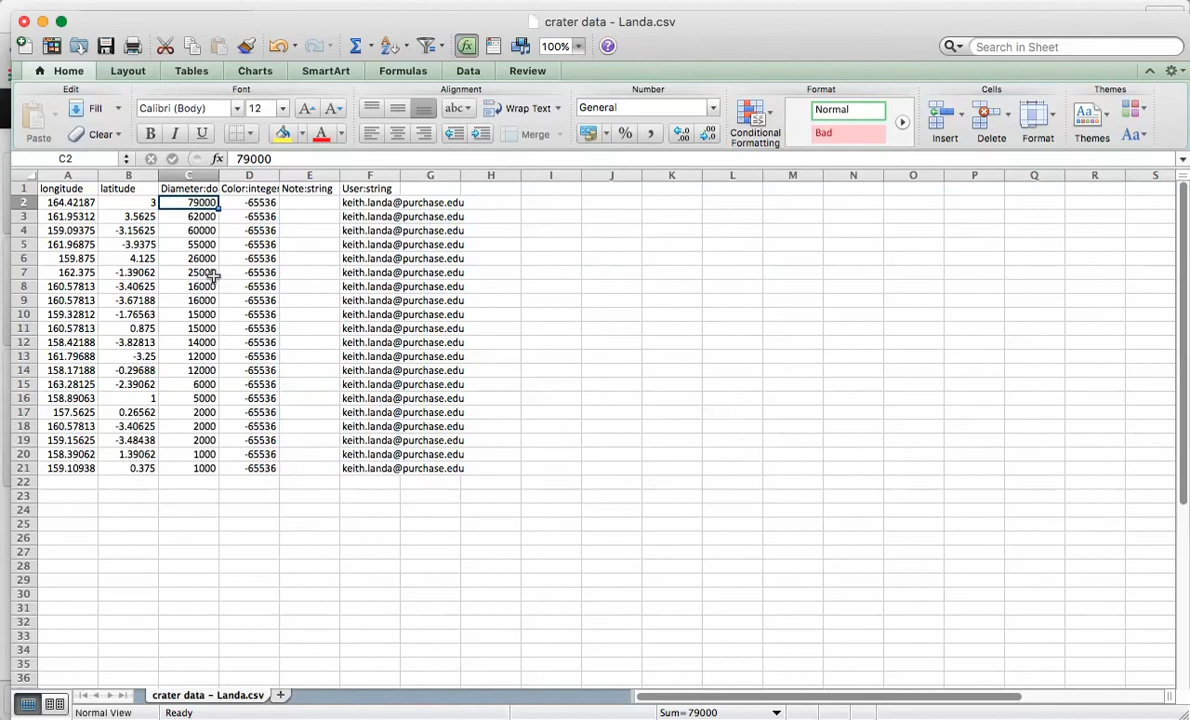 crater data - Landa.csv
100% Search in Sheet
Home Layout Tables Charts SmartArt Formulas Data Review
Edit Font Alignment Number Format Cells Themes
Paste Fill Calibri (Body) 12 abc Wrap Text General Conditional Formatting Normal Insert Delete Format Themes Aa
Clear B I U A Merge % Bad
C2 fx 79000
A B C D E F G H I J K L M N O P Q R S
1 longitude latitude Diameter:do Color:integer Note:string User:string
2 164.42187 3 79000 -65536 keith.landa@purchase.edu
3 161.95312 3.5625 62000 -65536 keith.landa@purchase.edu
4 159.09375 -3.15625 60000 -65536 keith.landa@purchase.edu
5 161.96875 -3.9375 55000 -65536 keith.landa@purchase.edu
6 159.875 4.125 26000 -65536 keith.landa@purchase.edu
7 162.375 -1.39062 25000 -65536 keith.landa@purchase.edu
8 160.57813 -3.40625 16000 -65536 keith.landa@purchase.edu
9 160.57813 -3.67188 16000 -65536 keith.landa@purchase.edu
10 159.32812 -1.76563 15000 -65536 keith.landa@purchase.edu
11 160.57813 0.875 15000 -65536 keith.landa@purchase.edu
12 158.42188 -3.82813 14000 -65536 keith.landa@purchase.edu
13 161.79688 -3.25 12000 -65536 keith.landa@purchase.edu
14 158.17188 -0.29688 12000 -65536 keith.landa@purchase.edu
15 163.28125 -2.39062 6000 -65536 keith.landa@purchase.edu
16 158.89063 1 5000 -65536 keith.landa@purchase.edu
17 157.5625 0.26562 2000 -65536 keith.landa@purchase.edu
18 160.57813 -3.40625 2000 -65536 keith.landa@purchase.edu
19 159.15625 -3.48438 2000 -65536 keith.landa@purchase.edu
20 158.39062 1.39062 1000 -65536 keith.landa@purchase.edu
21 159.10938 0.375 1000 -65536 keith.landa@purchase.edu
22
23
24
25
26
27
28
29
30
31
32
33
34
35
36
crater data - Landa.csv
Normal View Ready Sum=79000